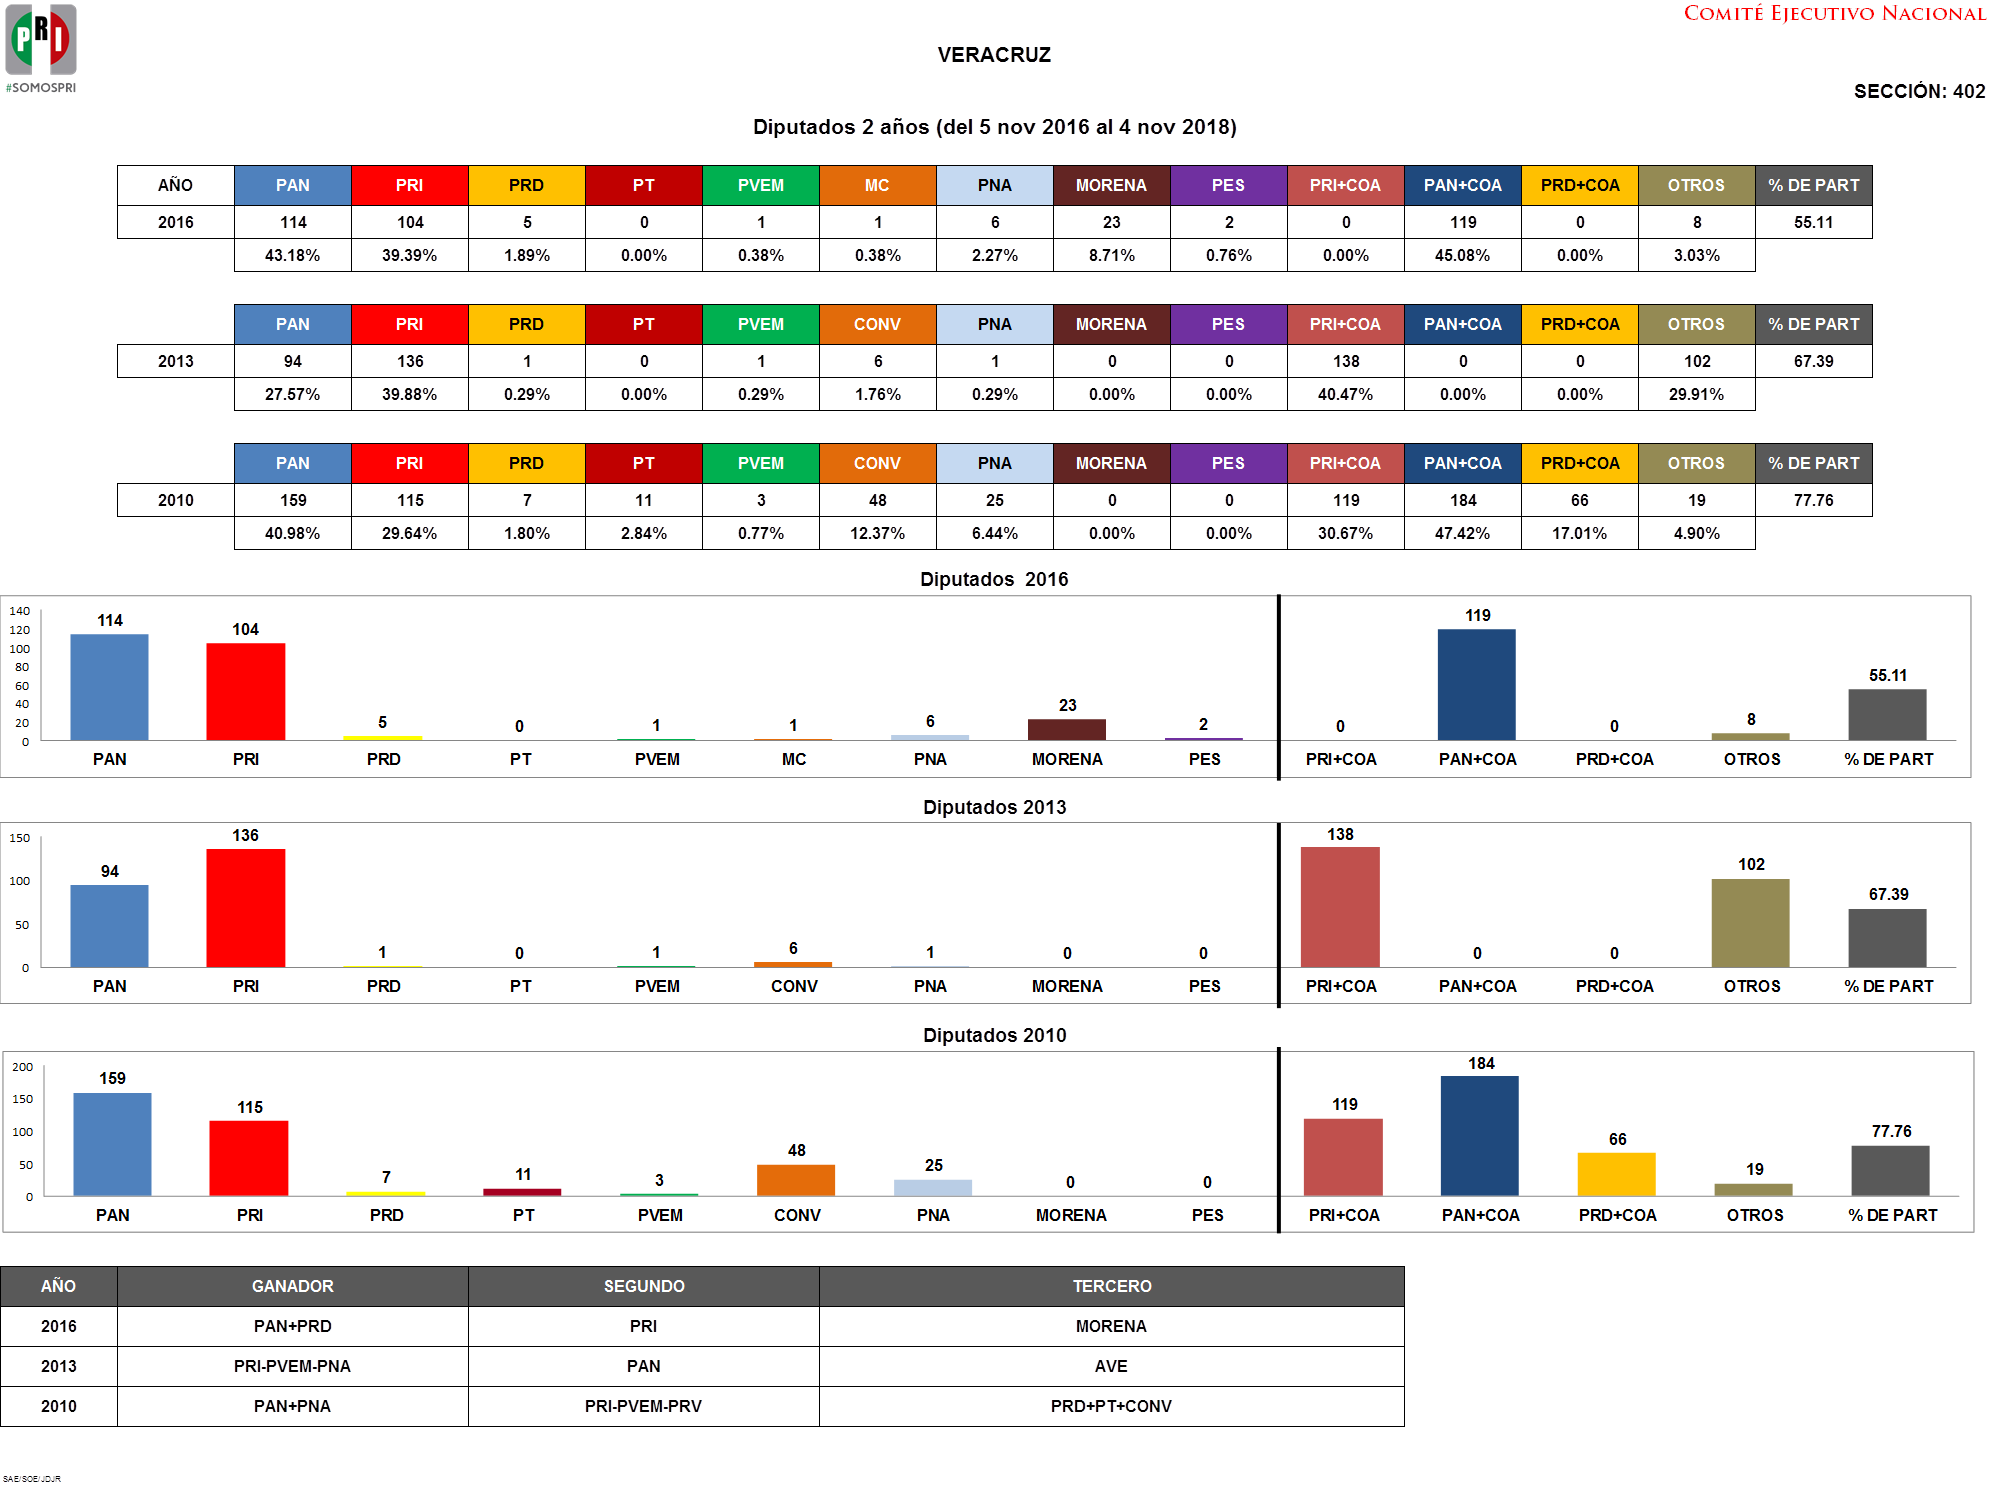 COMITÉ EJECUTIVO NACIONAL
PRI
#SOMOSPRI
VERACRUZ
SECCIÓN: 402
Diputados 2 años (del 5 nov 2016 al 4 nov 2018)
AÑO PAN PRI PRD PT PVEM MC PNA MORENA PES PRI+COA PAN+COA PRD+COA OTROS % DE PART
2016 114 104 5 0 1 1 6 23 2 0 119 0 8 55.11
43.18% 39.39% 1.89% 0.00% 0.38% 0.38% 2.27% 8.71% 0.76% 0.00% 45.08% 0.00% 3.03%
PAN PRI PRD PT PVEM CONV PNA MORENA PES PRI+COA PAN+COA PRD+COA OTROS % DE PART
2013 94 136 1 0 1 6 1 0 0 138 0 0 102 67.39
27.57% 39.88% 0.29% 0.00% 0.29% 1.76% 0.29% 0.00% 0.00% 40.47% 0.00% 0.00% 29.91%
PAN PRI PRD PT PVEM CONV PNA MORENA PES PRI+COA PAN+COA PRD+COA OTROS % DE PART
2010 159 115 7 11 3 48 25 0 0 119 184 66 19 77.76
40.98% 29.64% 1.80% 2.84% 0.77% 12.37% 6.44% 0.00% 0.00% 30.67% 47.42% 17.01% 4.90%
Diputados 2016
140
120
100
80
60
40
20
0
114 104 5 0 1 1 6 23 2 0 119 0 8 55.11
PAN PRI PRD PT PVEM MC PNA MORENA PES PRI+COA PAN+COA PRD+COA OTROS % DE PART
Diputados 2013
150
100
50
0
94 136 1 0 1 6 1 0 0 138 0 0 102 67.39
PAN PRI PRD PT PVEM CONV PNA MORENA PES PRI+COA PAN+COA PRD+COA OTROS % DE PART
Diputados 2010
200
150
100
50
0
159 115 7 11 3 48 25 0 0 119 184 66 19 77.76
PAN PRI PRD PT PVEM CONV PNA MORENA PES PRI+COA PAN+COA PRD+COA OTROS % DE PART
AÑO GANADOR SEGUNDO TERCERO
2016 PAN+PRD PRI MORENA
2013 PRI-PVEM-PNA PAN AVE
2010 PAN+PNA PRI-PVEM-PRV PRD+PT+CONV
SAE/SOE/JDJR